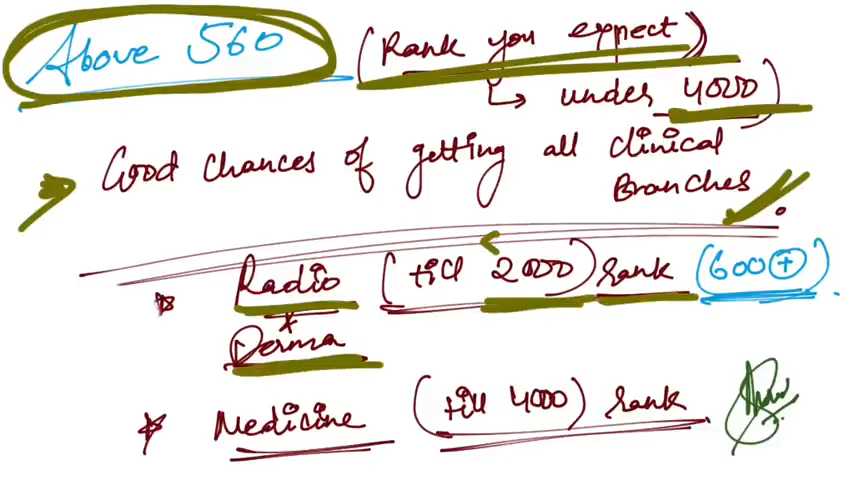 Above 560 (Rank you expect)
↳ under 4000)
Good chances of getting all clinical
Branches.
* Radio (till 2000) rank (600+)
Derma
* Medicine (till 4000) rank